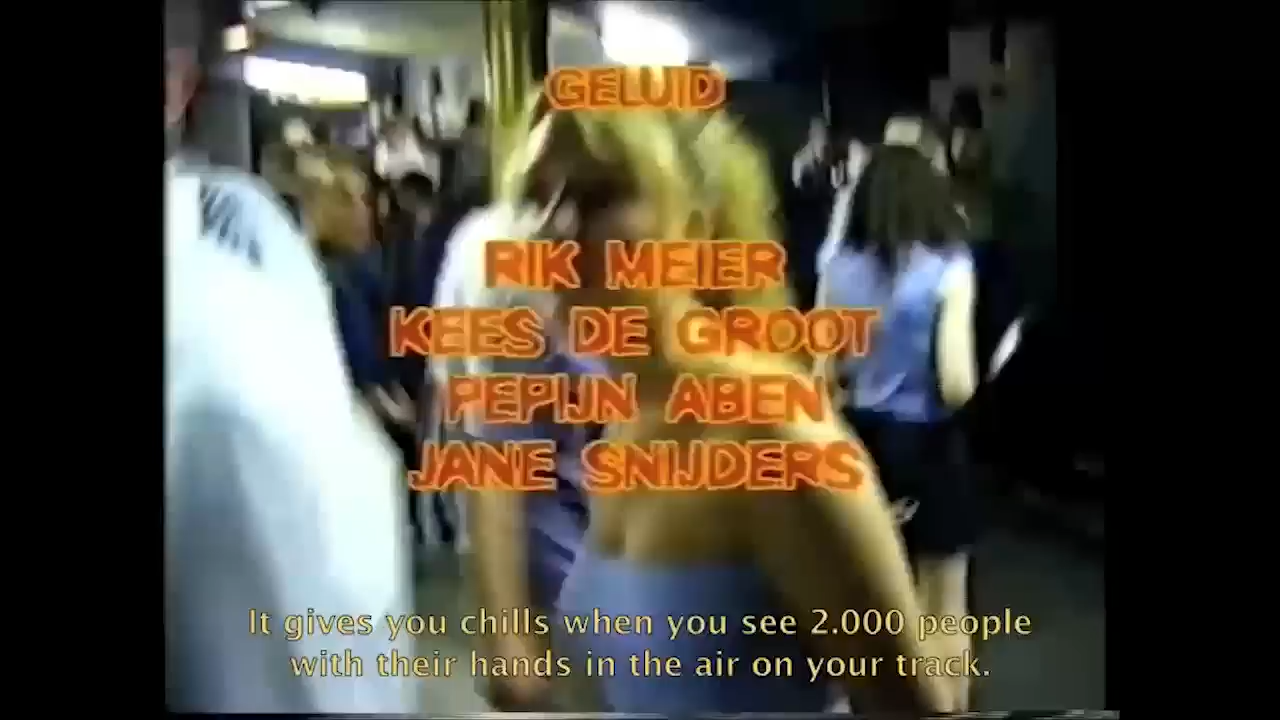 GELUID
RIK MEIER
KEES DE GROOT
PEPIJN ABEN
JANE SNIJDERS
It gives you chills when you see 2.000 people
with their hands in the air on your track.